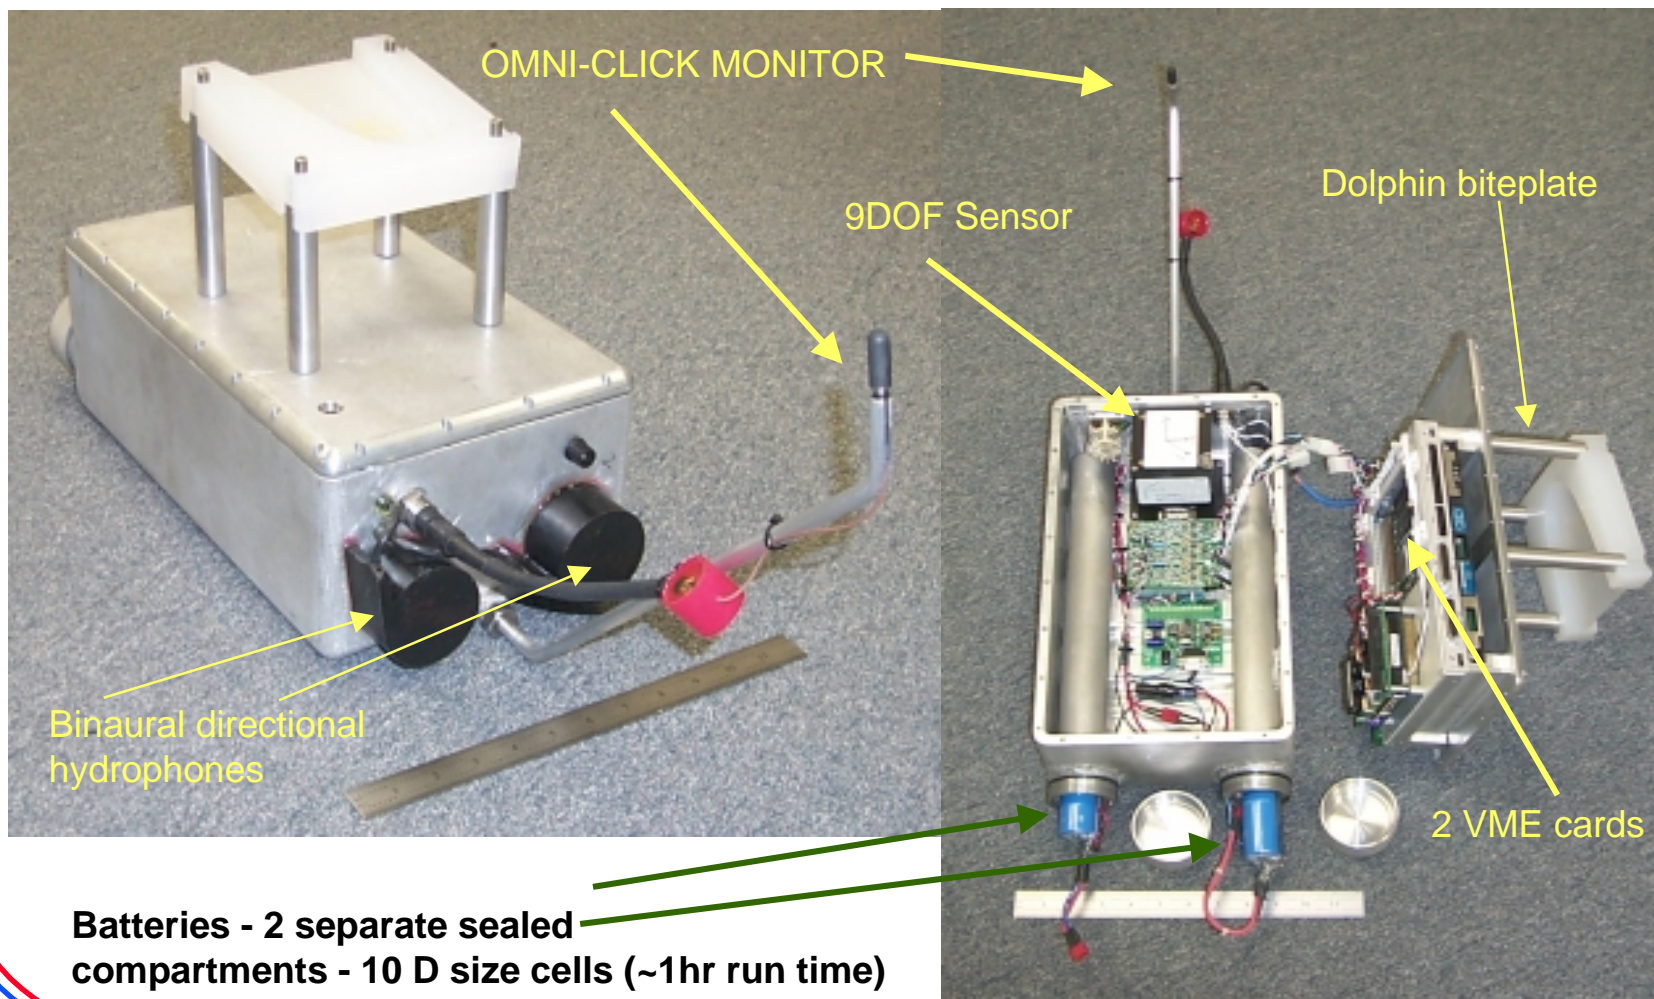 OMNI-CLICK MONITOR
9DOF Sensor
Dolphin biteplate
Binaural directional
hydrophones
2 VME cards
Batteries - 2 separate sealed
compartments - 10 D size cells (~1hr run time)